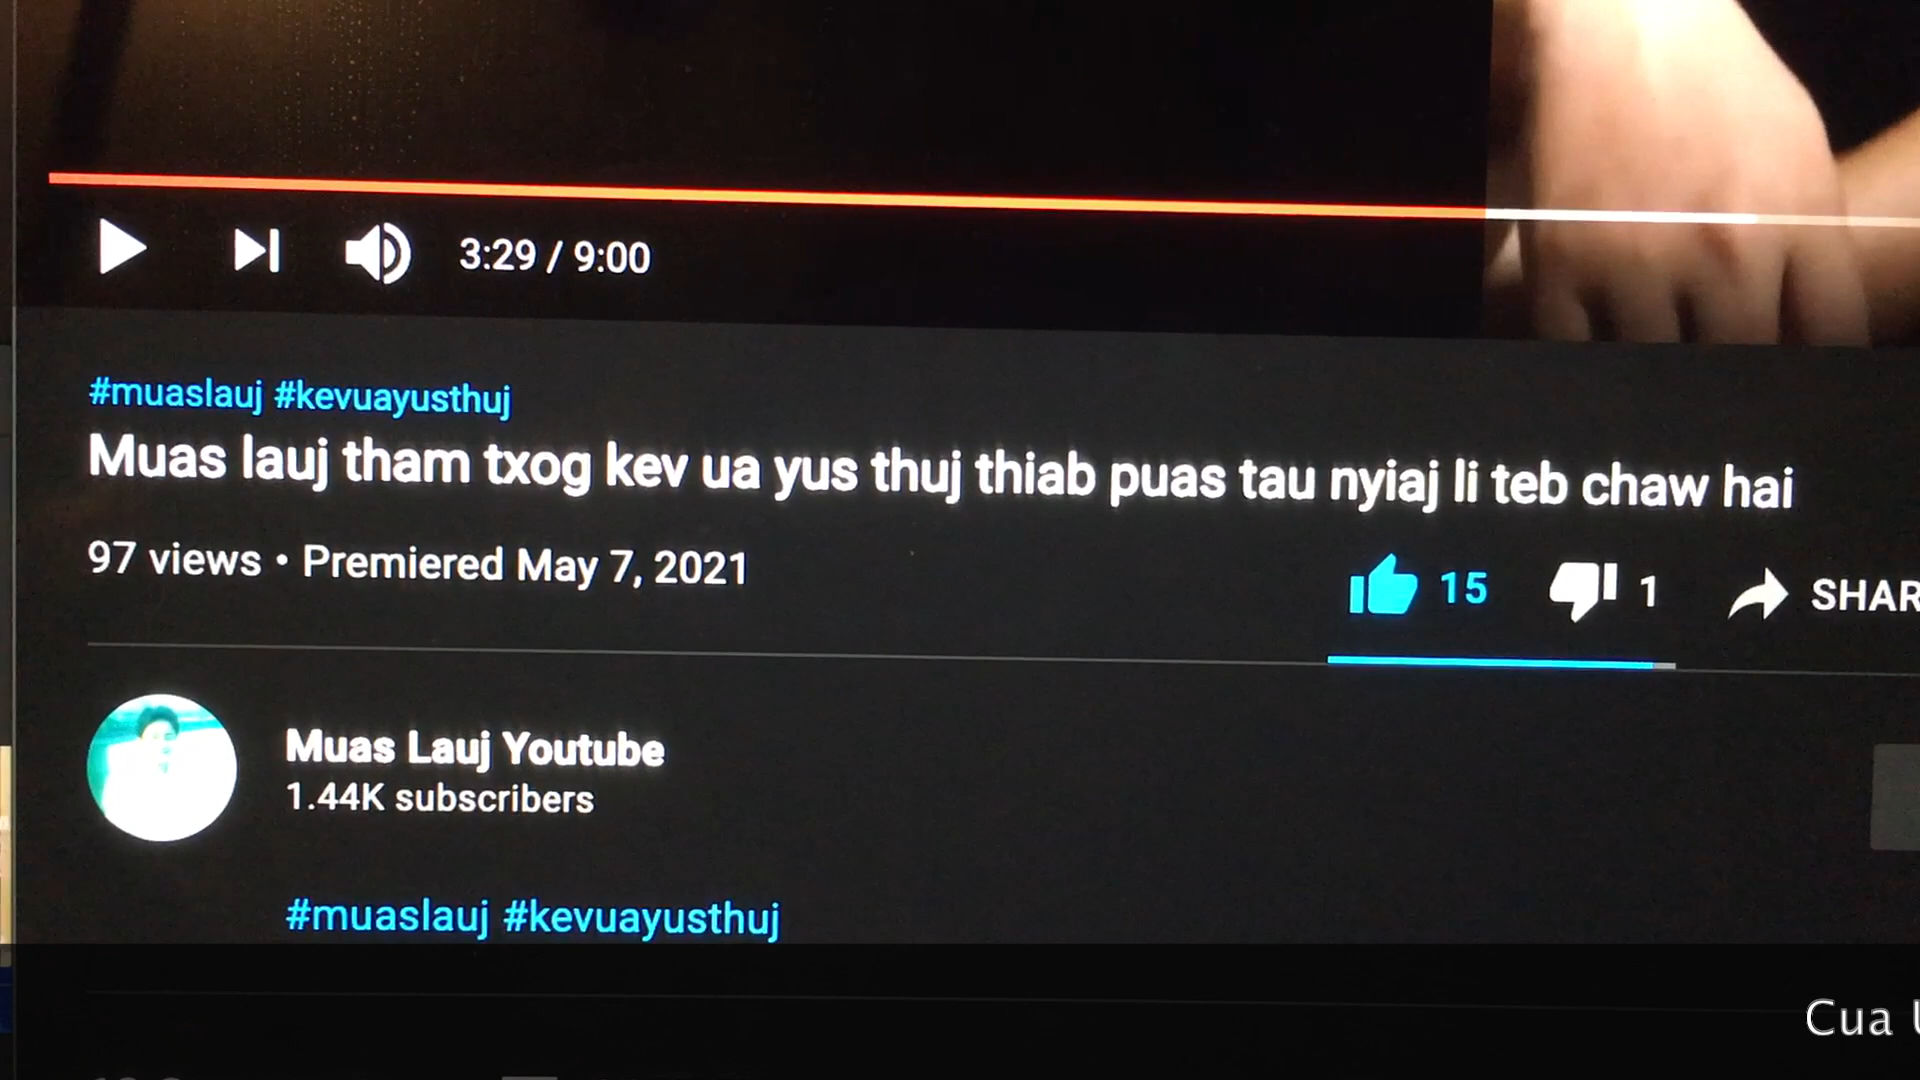 3:29 / 9:00
#muaslauj #kevuayusthuj
Muas lauj tham txog kev ua yus thuj thiab puas tau nyiaj li teb chaw hai
97 views • Premiered May 7, 2021
15 1 SHAR
Muas Lauj Youtube
1.44K subscribers
#muaslauj #kevuayusthuj
Cua